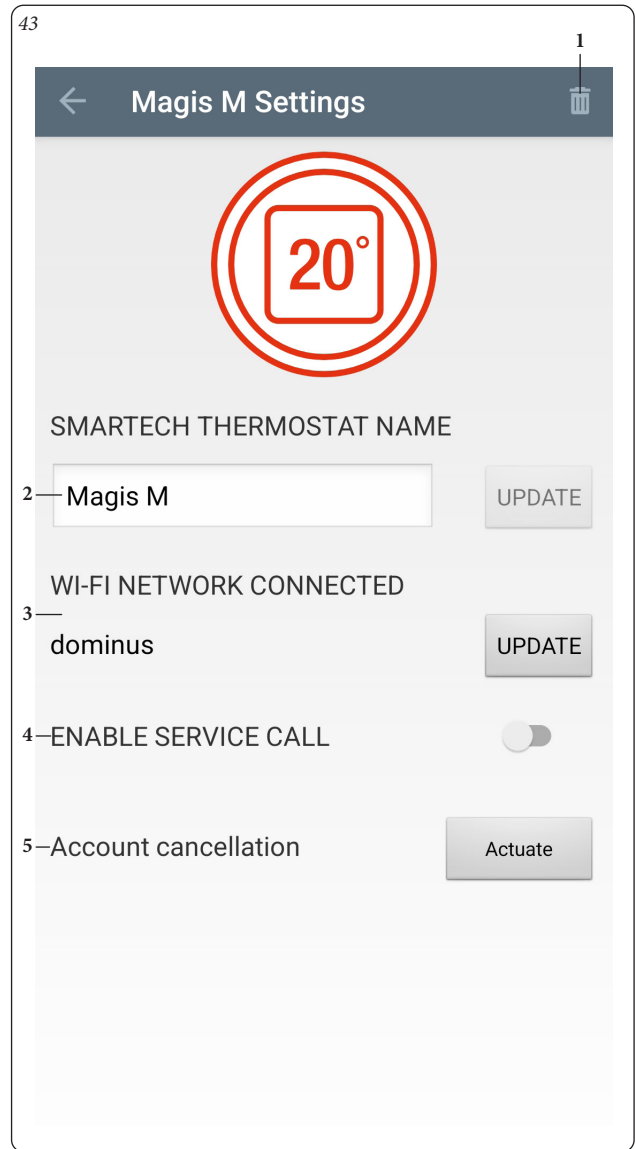 43
1
Magis M Settings
20°
SMARTECH THERMOSTAT NAME
2
Magis M
UPDATE
WI-FI NETWORK CONNECTED
3
dominus
UPDATE
4
ENABLE SERVICE CALL
5
Account cancellation
Actuate